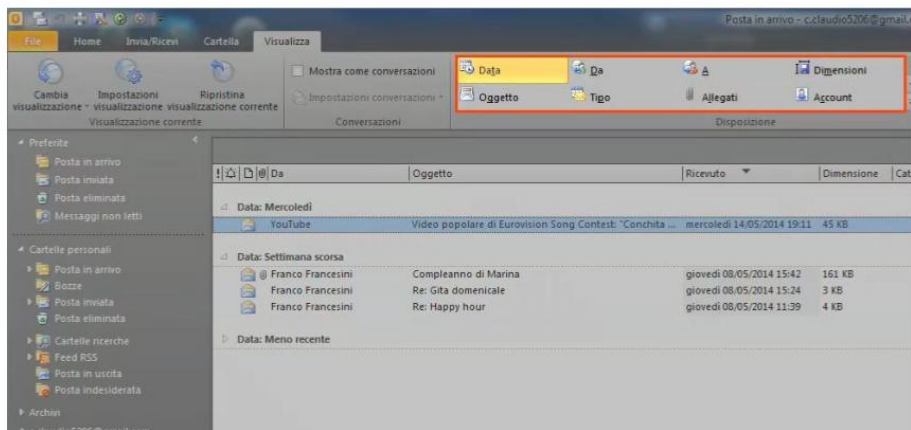 Posta in arrivo - c.claudio5206@gmail.
File Home Invia/Ricevi Cartella Visualizza
Cambia visualizzazione
Impostazioni visualizzazione
Ripristina visualizzazione corrente
Visualizzazione corrente
Mostra come conversazioni
Impostazioni conversazioni
Conversazioni
Data Da A Dimensioni
Oggetto Tipo Allegati Account
Disposizione
Preferite
Posta in arrivo
Posta inviata
Posta eliminata
Messaggi non letti
Cartelle personali
Posta in arrivo
Bozze
Posta inviata
Posta eliminata
Cartelle ricerche
Feed RSS
Posta in uscita
Posta indesiderata
Archivi
! @ Da Oggetto Ricevuto Dimensione Cat
Data: Mercoledì
YouTube Video popolare di Eurovision Song Contest: "Conchita ... mercoledì 14/05/2014 19:11 45 KB
Data: Settimana scorsa
Franco Francesini Compleanno di Marina giovedì 08/05/2014 15:42 161 KB
Franco Francesini Re: Gita domenicale giovedì 08/05/2014 15:24 3 KB
Franco Francesini Re: Happy hour giovedì 08/05/2014 11:39 4 KB
Data: Meno recente